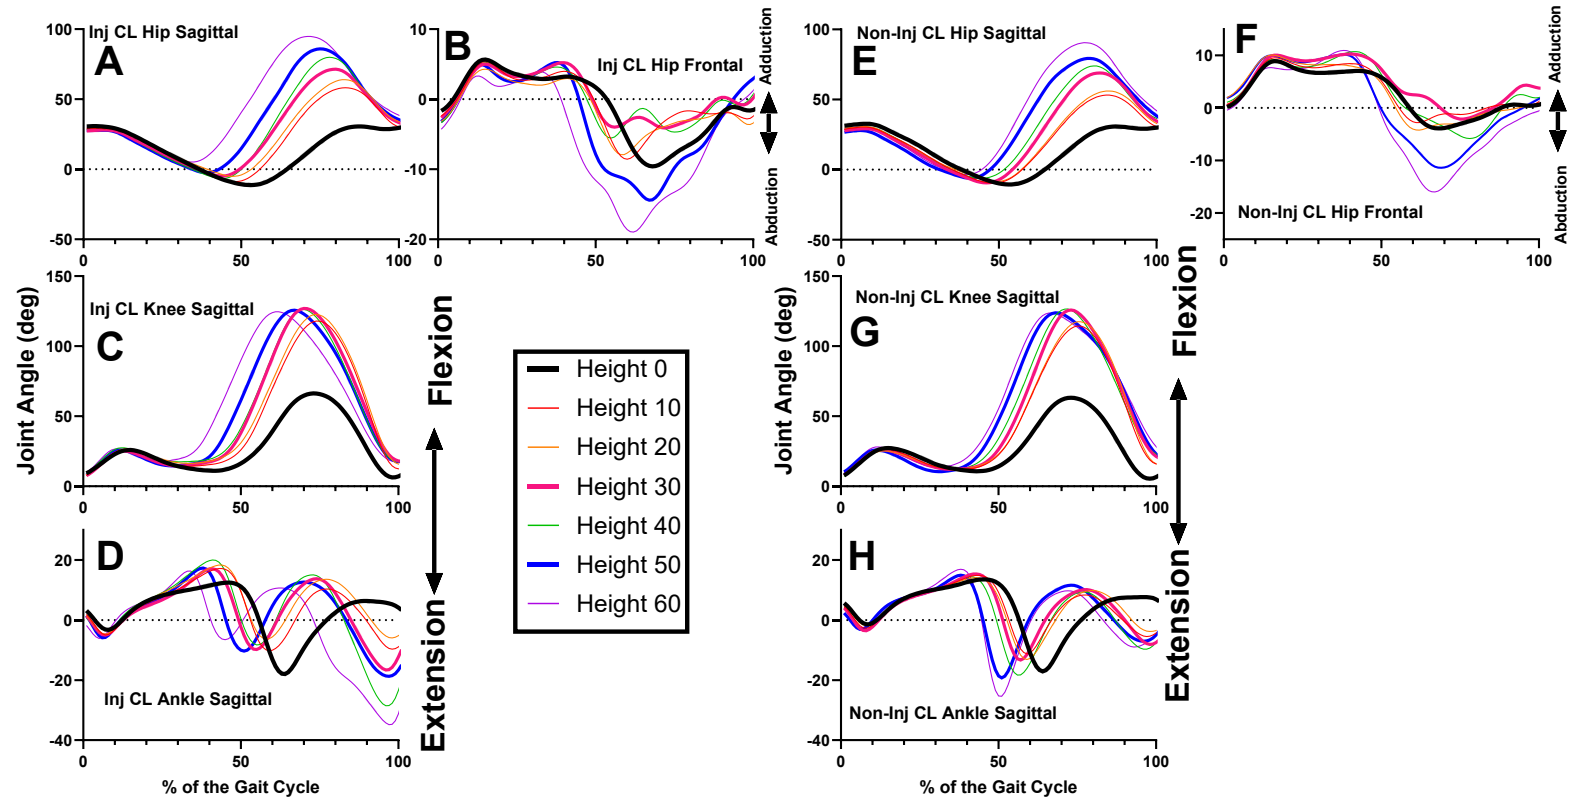 Inj CL Hip Sagittal
A
100
50
0
-50
0
50
100
B
Inj CL Hip Frontal
10
0
-10
-20
0
50
100
Adduction
Abduction
Non-Inj CL Hip Sagittal
E
100
50
0
-50
0
50
100
F
10
0
-10
-20
Non-Inj CL Hip Frontal
0
50
100
Adduction
Abduction
Joint Angle (deg)
150
100
50
0
Inj CL Knee Sagittal
C
0
50
100
Flexion
Extension
D
20
0
-20
-40
Inj CL Ankle Sagittal
0
50
100
% of the Gait Cycle
Height 0
Height 10
Height 20
Height 30
Height 40
Height 50
Height 60
Joint Angle (deg)
150
100
50
0
Non-Inj CL Knee Sagittal
G
0
50
100
Flexion
Extension
H
20
0
-20
-40
Non-Inj CL Ankle Sagittal
0
50
100
% of the Gait Cycle